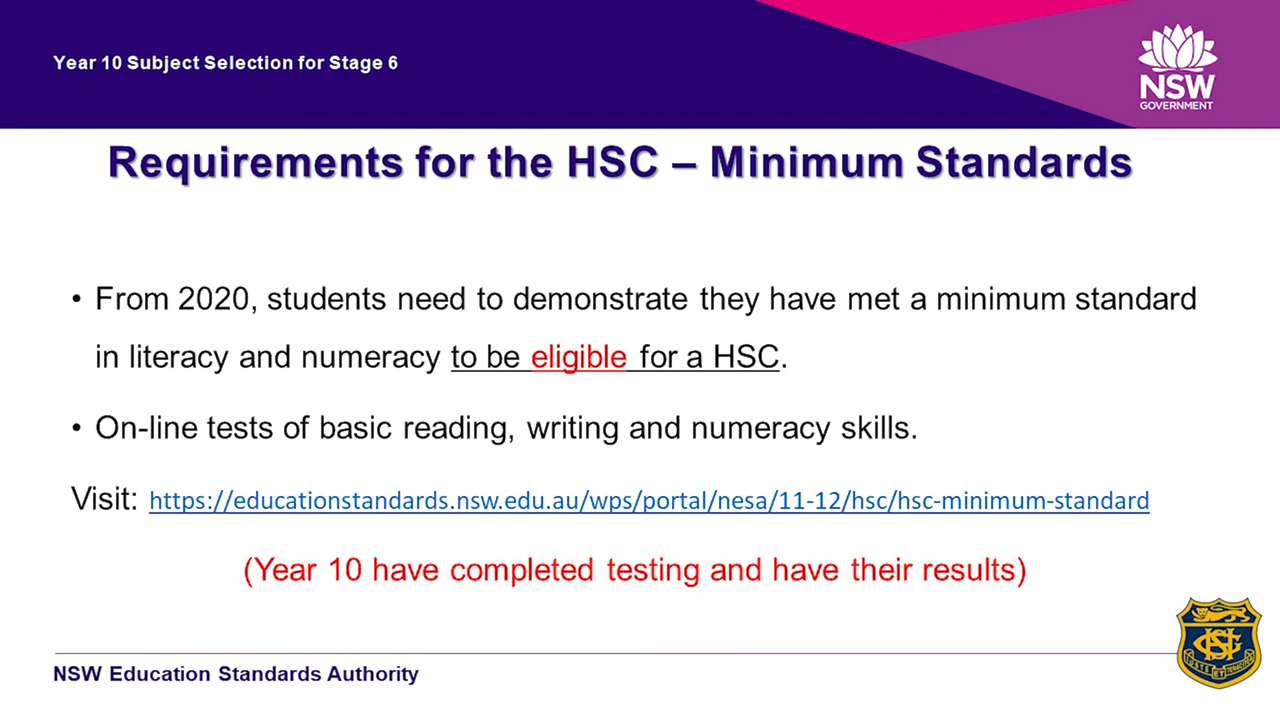 Year 10 Subject Selection for Stage 6
NSW
GOVERNMENT
Requirements for the HSC – Minimum Standards
• From 2020, students need to demonstrate they have met a minimum standard
in literacy and numeracy to be eligible for a HSC.
• On-line tests of basic reading, writing and numeracy skills.
Visit: https://educationstandards.nsw.edu.au/wps/portal/nesa/11-12/hsc/hsc-minimum-standard
(Year 10 have completed testing and have their results)
NSW Education Standards Authority